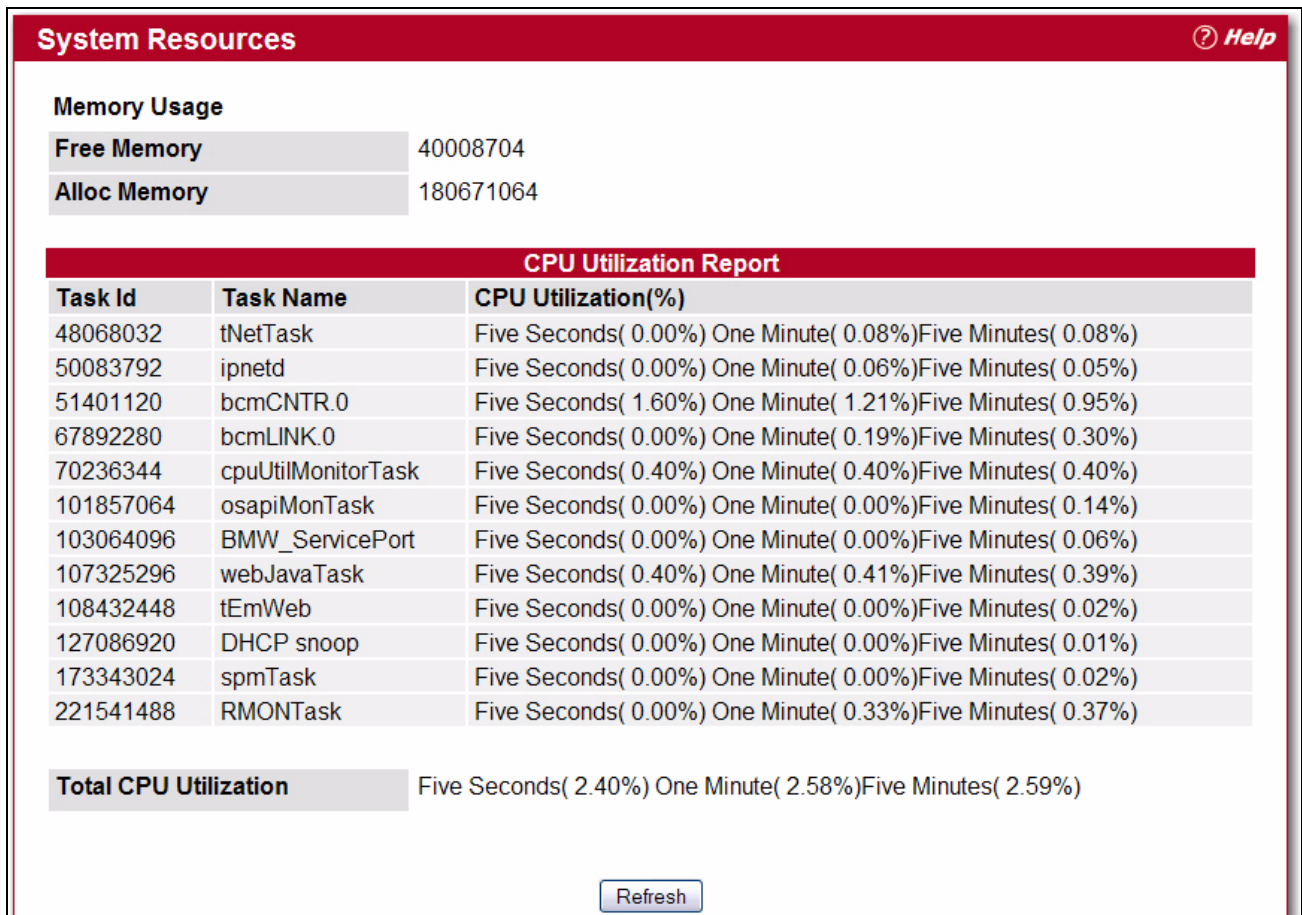 System Resources
? Help
Memory Usage
Free Memory 40008704
Alloc Memory 180671064
CPU Utilization Report
Task Id Task Name CPU Utilization(%)
48068032 tNetTask Five Seconds( 0.00%) One Minute( 0.08%)Five Minutes( 0.08%)
50083792 ipnetd Five Seconds( 0.00%) One Minute( 0.06%)Five Minutes( 0.05%)
51401120 bcmCNTR.0 Five Seconds( 1.60%) One Minute( 1.21%)Five Minutes( 0.95%)
67892280 bcmLINK.0 Five Seconds( 0.00%) One Minute( 0.19%)Five Minutes( 0.30%)
70236344 cpuUtilMonitorTask Five Seconds( 0.40%) One Minute( 0.40%)Five Minutes( 0.40%)
101857064 osapiMonTask Five Seconds( 0.00%) One Minute( 0.00%)Five Minutes( 0.14%)
103064096 BMW_ServicePort Five Seconds( 0.00%) One Minute( 0.00%)Five Minutes( 0.06%)
107325296 webJavaTask Five Seconds( 0.40%) One Minute( 0.41%)Five Minutes( 0.39%)
108432448 tEmWeb Five Seconds( 0.00%) One Minute( 0.00%)Five Minutes( 0.02%)
127086920 DHCP snoop Five Seconds( 0.00%) One Minute( 0.00%)Five Minutes( 0.01%)
173343024 spmTask Five Seconds( 0.00%) One Minute( 0.00%)Five Minutes( 0.02%)
221541488 RMONTask Five Seconds( 0.00%) One Minute( 0.33%)Five Minutes( 0.37%)
Total CPU Utilization Five Seconds( 2.40%) One Minute( 2.58%)Five Minutes( 2.59%)
Refresh